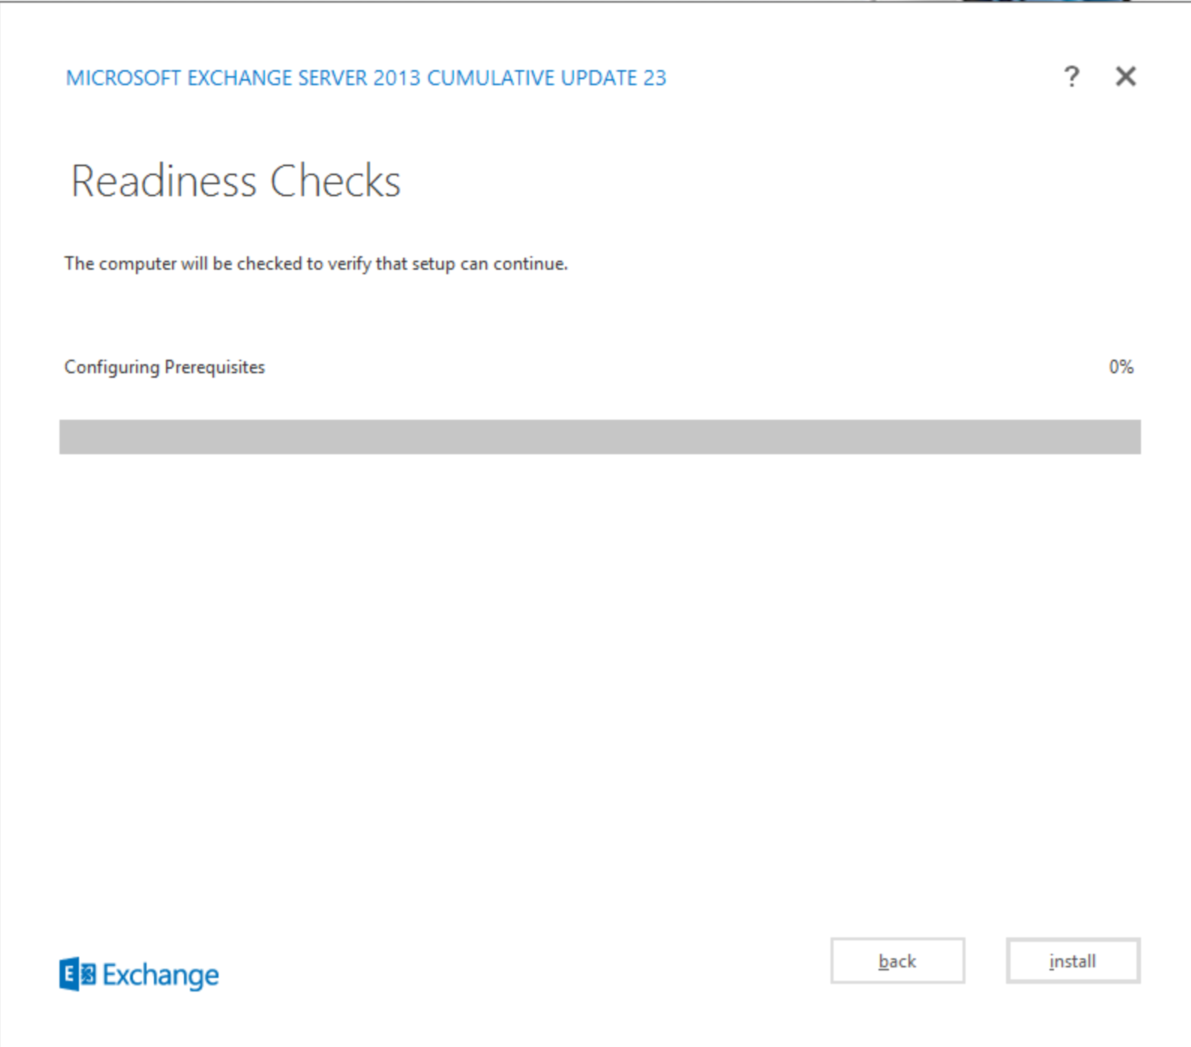 MICROSOFT EXCHANGE SERVER 2013 CUMULATIVE UPDATE 23
? ✕
Readiness Checks
The computer will be checked to verify that setup can continue.
Configuring Prerequisites 0%
back install
E Exchange